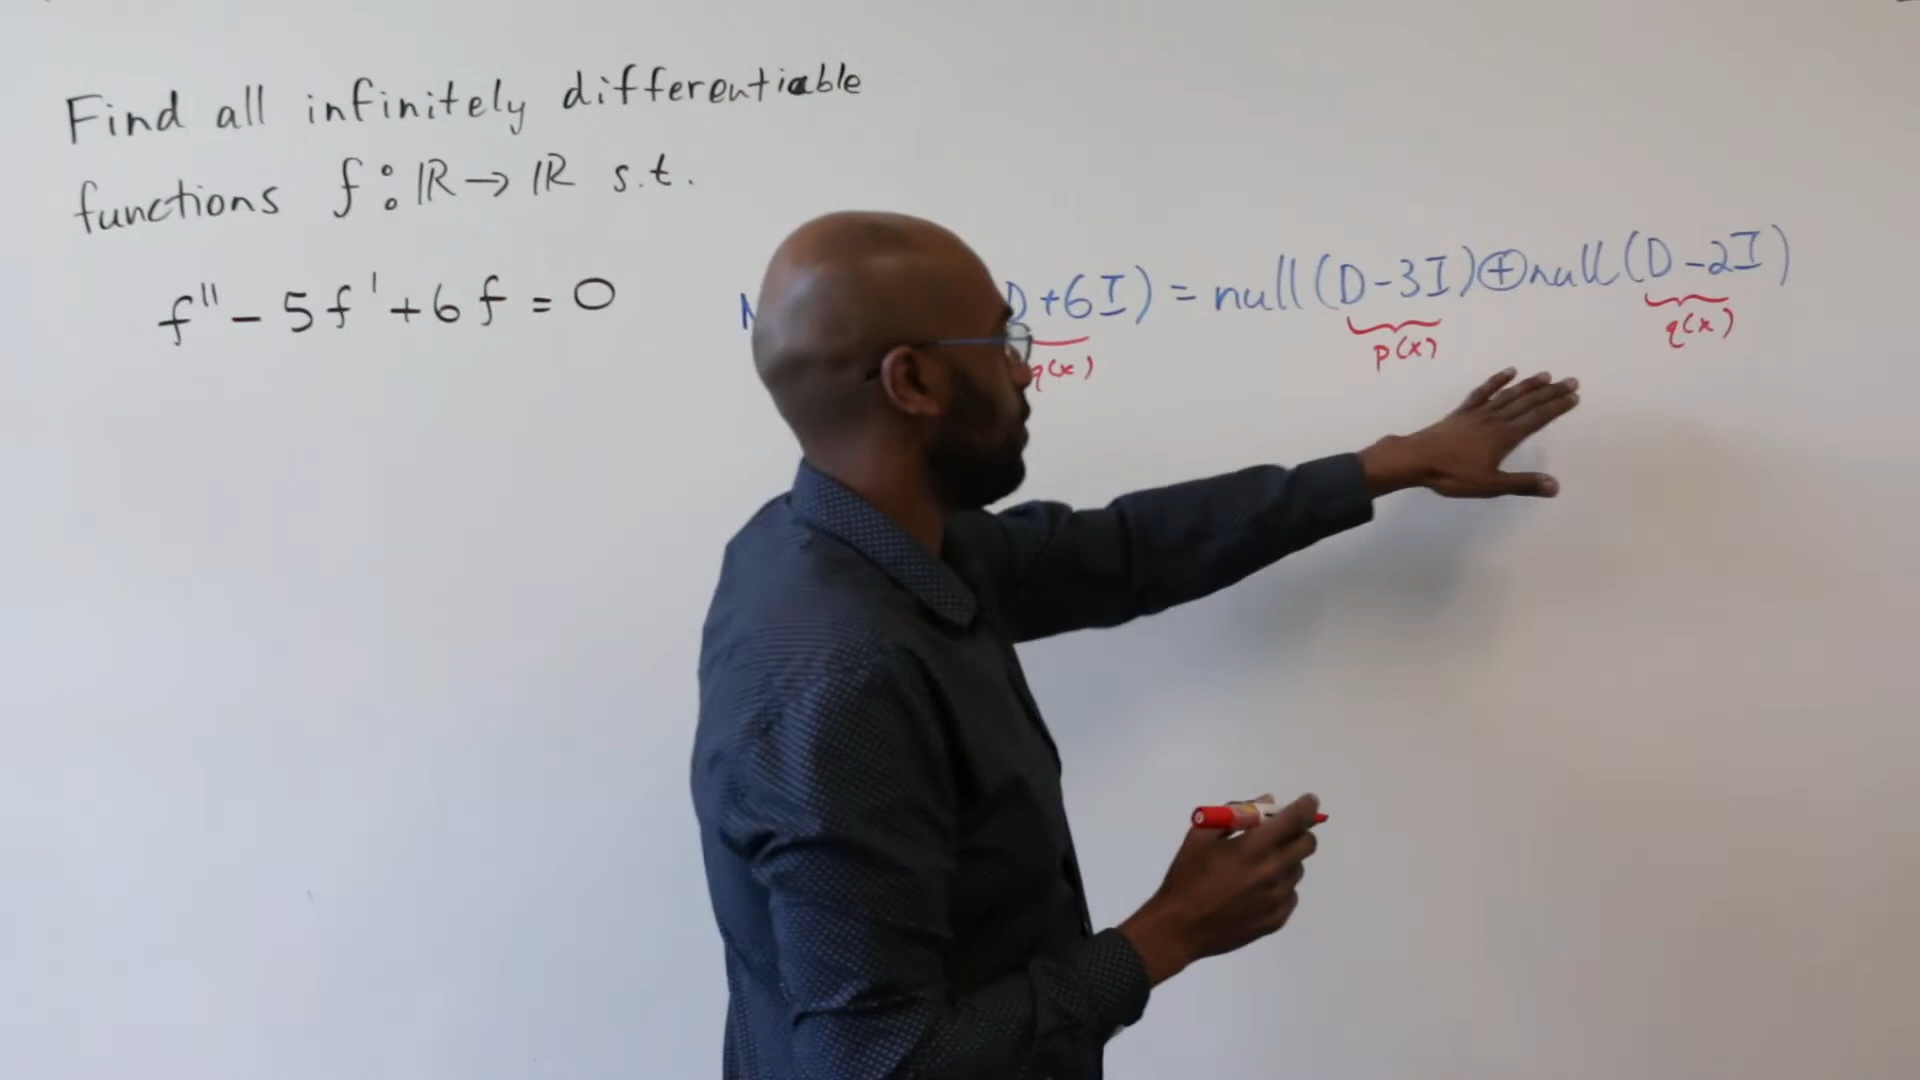 Find all infinitely differentiable
functions f : ℝ → ℝ s.t.
f'' - 5f' + 6f = 0
+6I) = null(D-3I)⊕null(D-2I)
q(x) p(x) q(x)